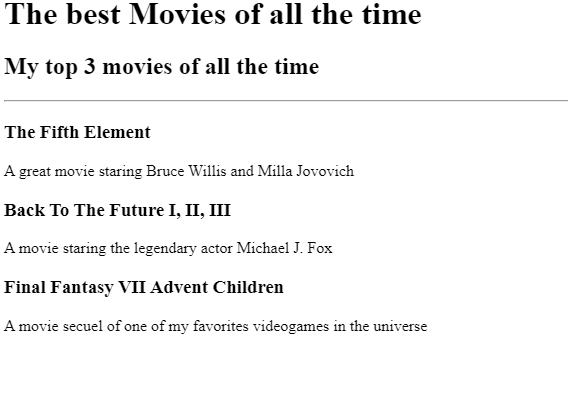 The best Movies of all the time
My top 3 movies of all the time
The Fifth Element
A great movie staring Bruce Willis and Milla Jovovich
Back To The Future I, II, III
A movie staring the legendary actor Michael J. Fox
Final Fantasy VII Advent Children
A movie secuel of one of my favorites videogames in the universe